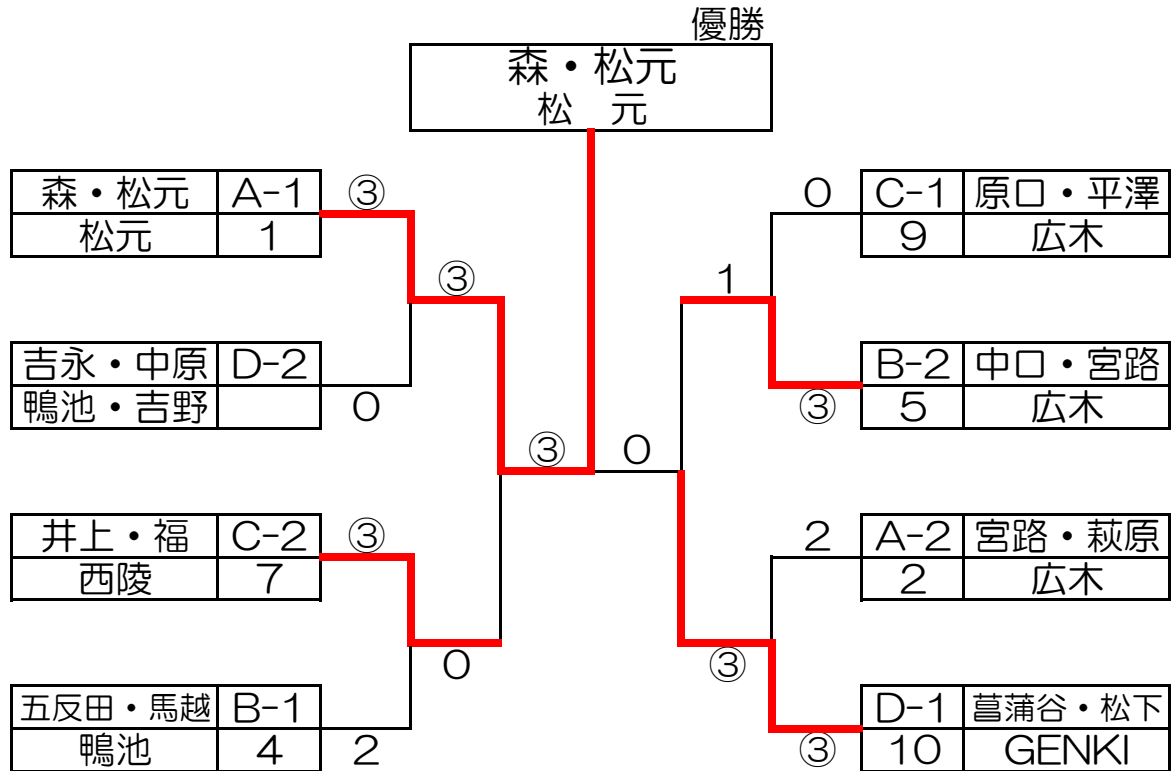 優勝
森・松元
松 元
森・松元 A-1 ③
松元 1
③
吉永・中原 D-2
鴨池・吉野 0
③ 0
井上・福 C-2 ③
西陵 7
0
五反田・馬越 B-1
鴨池 4 2
0 C-1 原口・平澤
9 広木
1
B-2 中口・宮路
③ 5 広木
2 A-2 宮路・萩原
2 広木
③
D-1 菖蒲谷・松下
③ 10 GENKI